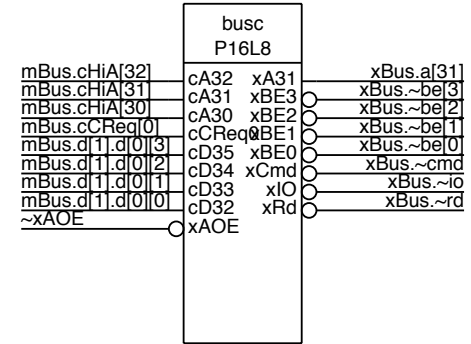 busc
P16L8
mBus.cHiA[32] cA32 xA31 xBus.a[31]
mBus.cHiA[31] cA31 xBE3 xBus.~be[3]
mBus.cHiA[30] cA30 xBE2 xBus.~be[2]
mBus.cCReq[0] cCReq0 xBE1 xBus.~be[1]
mBus.d[1].d[0][3] cD35 xBE0 xBus.~be[0]
mBus.d[1].d[0][2] cD34 xCmd xBus.~cmd
mBus.d[1].d[0][1] cD33 xIO xBus.~io
mBus.d[1].d[0][0] cD32 xRd xBus.~rd
~xAOE xAOE